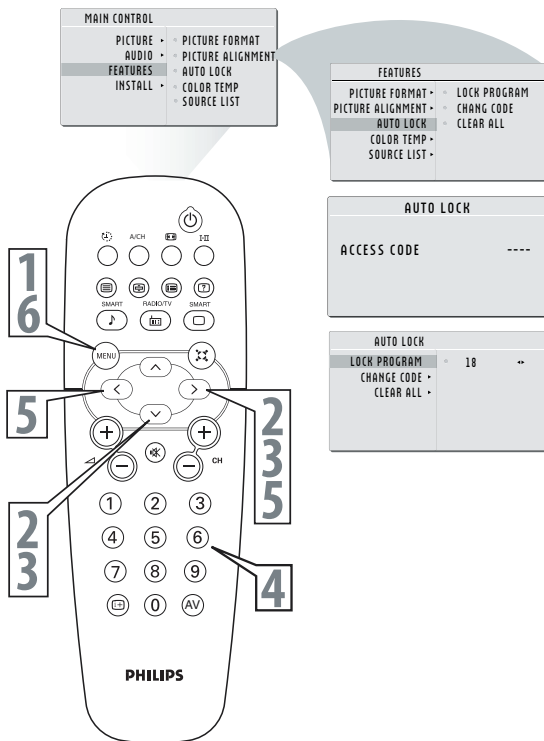 MAIN CONTROL
PICTURE ▸ ▫ PICTURE FORMAT
AUDIO ▸ ▫ PICTURE ALIGNMENT
FEATURES ▫ AUTO LOCK
INSTALL ▸ ▫ COLOR TEMP
▫ SOURCE LIST
FEATURES
PICTURE FORMAT ▸ ▫ LOCK PROGRAM
PICTURE ALIGNMENT ▸ ▫ CHANG CODE
AUTO LOCK ▫ CLEAR ALL
COLOR TEMP ▸
SOURCE LIST ▸
AUTO LOCK
ACCESS CODE ----
AUTO LOCK
LOCK PROGRAM ▫ 18 ◂▸
CHANGE CODE ▸
CLEAR ALL ▸
A/CH I-II
?
SMART RADIO/TV SMART
MENU
1
6
5
2
3
5
+ +
− − CH
2
3
1 2 3
4 5 6
7 8 9
i+ 0 AV
4
PHILIPS